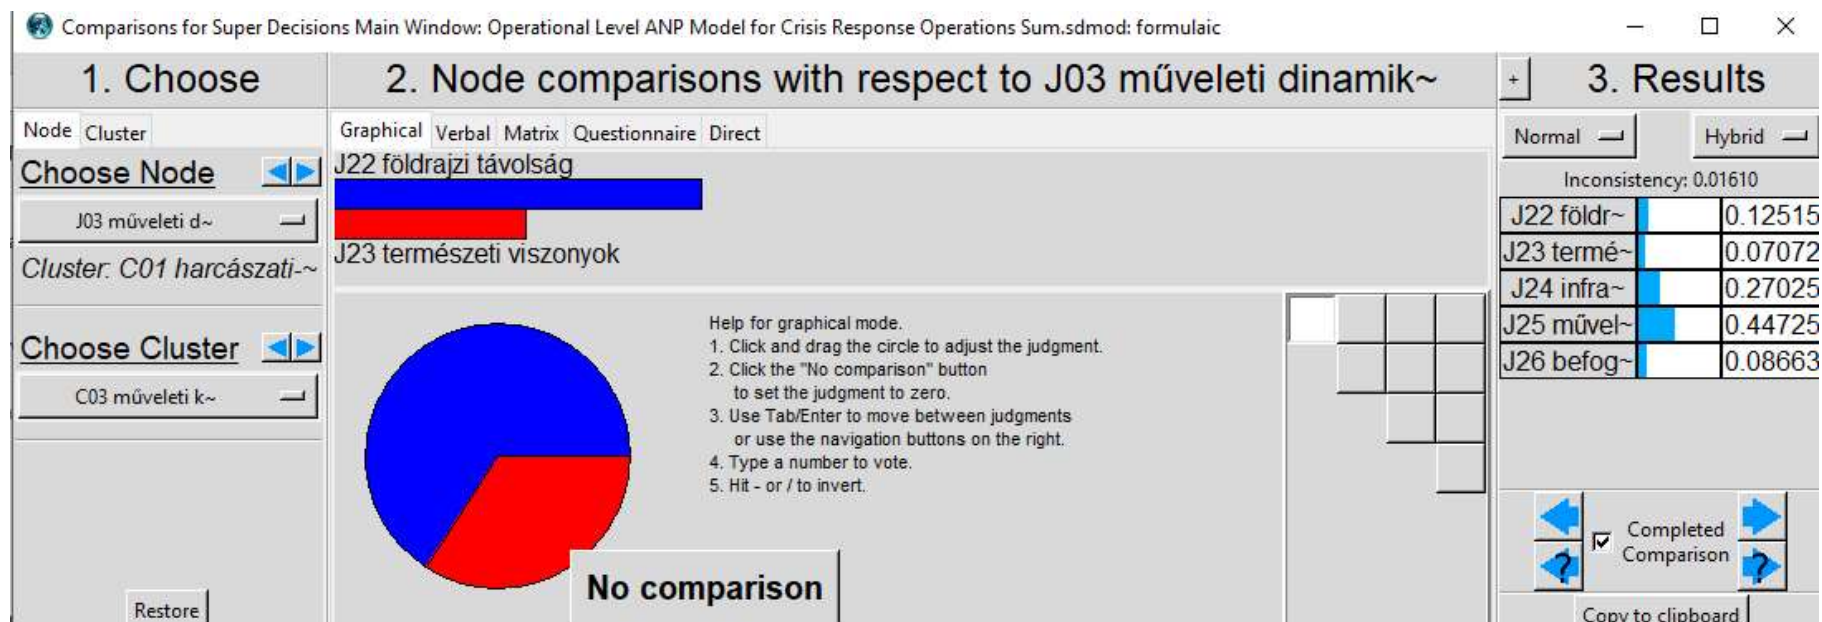 Comparisons for Super Decisions Main Window: Operational Level ANP Model for Crisis Response Operations Sum.sdmod: formulaic
1. Choose
Node Cluster
Choose Node
J03 műveleti d~
Cluster: C01 harcászati-~
Choose Cluster
C03 műveleti k~
Restore
2. Node comparisons with respect to J03 műveleti dinamik~
Graphical Verbal Matrix Questionnaire Direct
J22 földrajzi távolság
J23 természeti viszonyok
Help for graphical mode.
1. Click and drag the circle to adjust the judgment.
2. Click the "No comparison" button
to set the judgment to zero.
3. Use Tab/Enter to move between judgments
or use the navigation buttons on the right.
4. Type a number to vote.
5. Hit - or / to invert.
No comparison
+ 3. Results
Normal Hybrid
Inconsistency: 0.01610
J22 földr~ 0.12515
J23 termé~ 0.07072
J24 infra~ 0.27025
J25 művel~ 0.44725
J26 befog~ 0.08663
Completed
Comparison
? ?
Copy to clipboard